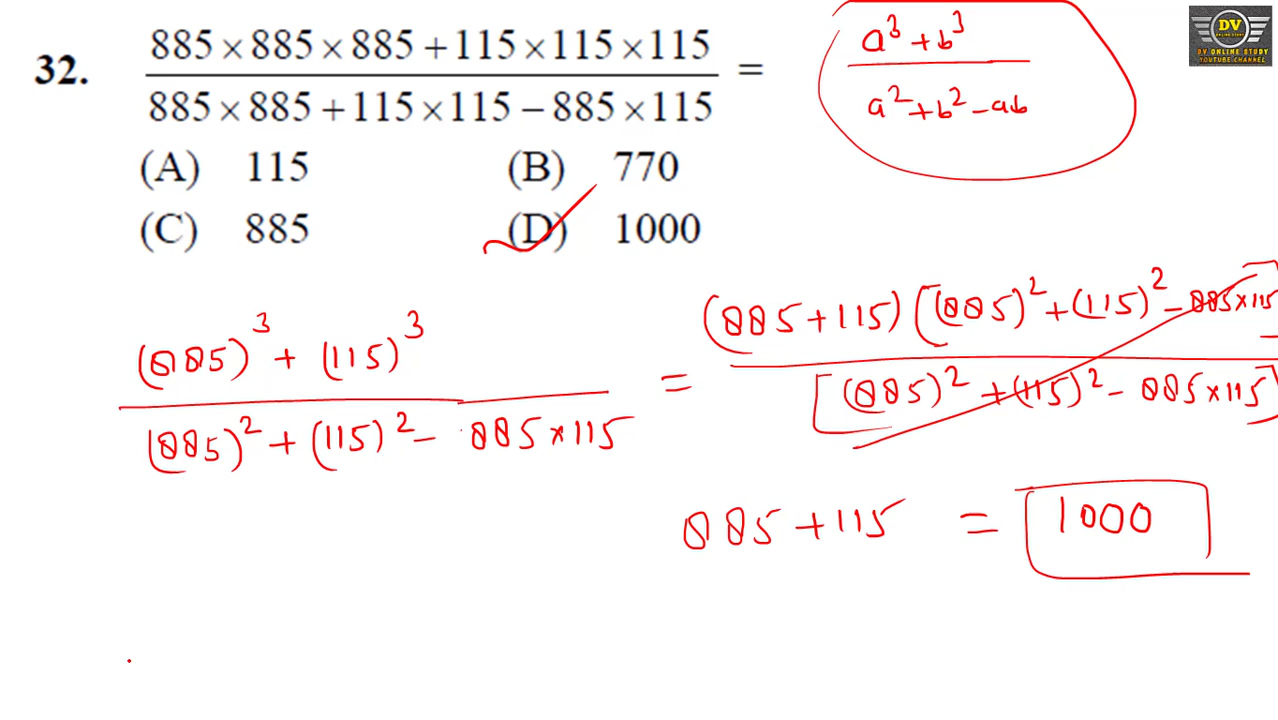 32. (885×885×885+115×115×115)/(885×885+115×115−885×115) =
(A) 115 (B) 770
(C) 885 (D) 1000
(a³+b³)/(a²+b²−ab)
DV
ONLINE STUDY
DV ONLINE STUDY
YOUTUBE CHANNEL
((885)³+(115)³)/((885)²+(115)²−885×115) = (885+115)[(885)²+(115)²−885×115]/[(885)²+(115)²−885×115]
885+115 = 1000